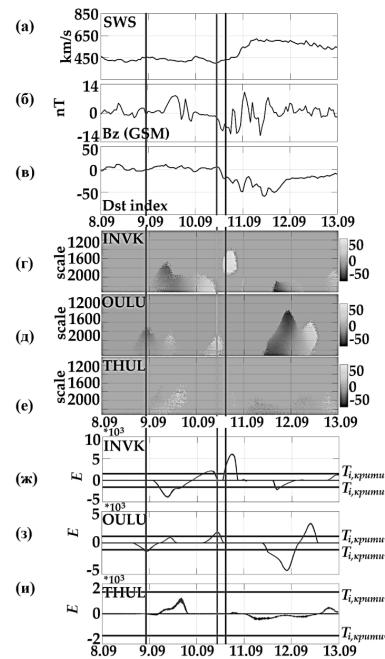 (а)
850
650
450
km/s
SWS
(б)
14
0
-14
nT
Bz (GSM)
(в)
50
0
-50
Dst index
8.09 9.09 10.09 11.09 12.09 13.09
(г)
scale
1200
1600
2000
INVK
50
0
-50
(д)
scale
1200
1600
2000
OULU
50
0
-50
(е)
scale
1200
1600
2000
THUL
50
0
-50
8.09 9.09 10.09 11.09 12.09 13.09
*10³
(ж)
E
10
5
0
-5
INVK
Ti,крити
Ti,крити
*10³
(з)
E
5
0
-5
OULU
Ti,крити
Ti,крити
*10³
(и)
E
2
0
-2
THUL
Ti,крити
Ti,крити
8.09 9.09 10.09 11.09 12.09 13.09